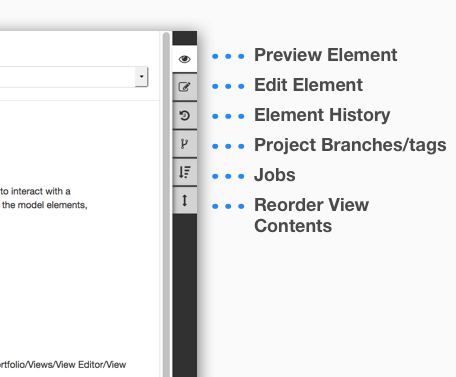 Preview Element
Edit Element
Element History
Project Branches/tags
Jobs
Reorder View
Contents
to interact with a
the model elements,
rtfolio/Views/View Editor/View